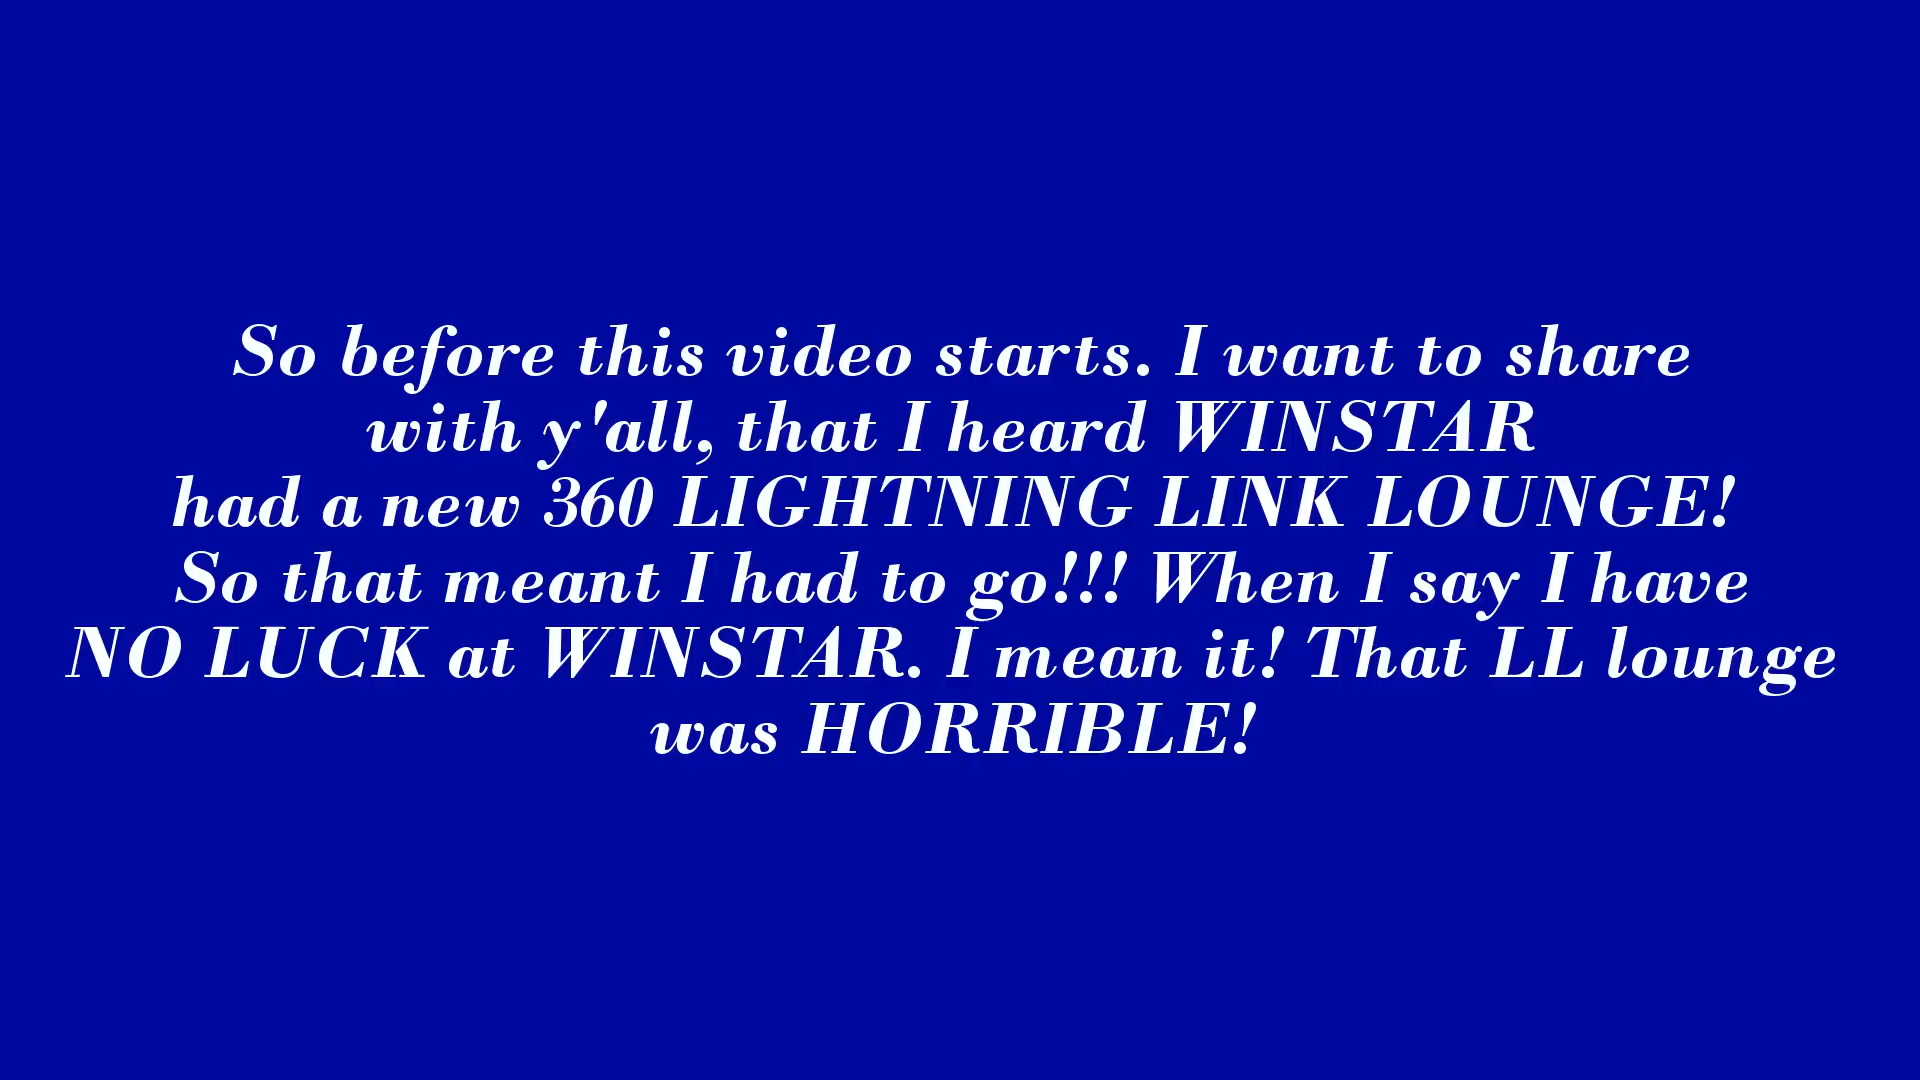 So before this video starts. I want to share
with y'all, that I heard WINSTAR
had a new 360 LIGHTNING LINK LOUNGE!
So that meant I had to go!!! When I say I have
NO LUCK at WINSTAR. I mean it! That LL lounge
was HORRIBLE!